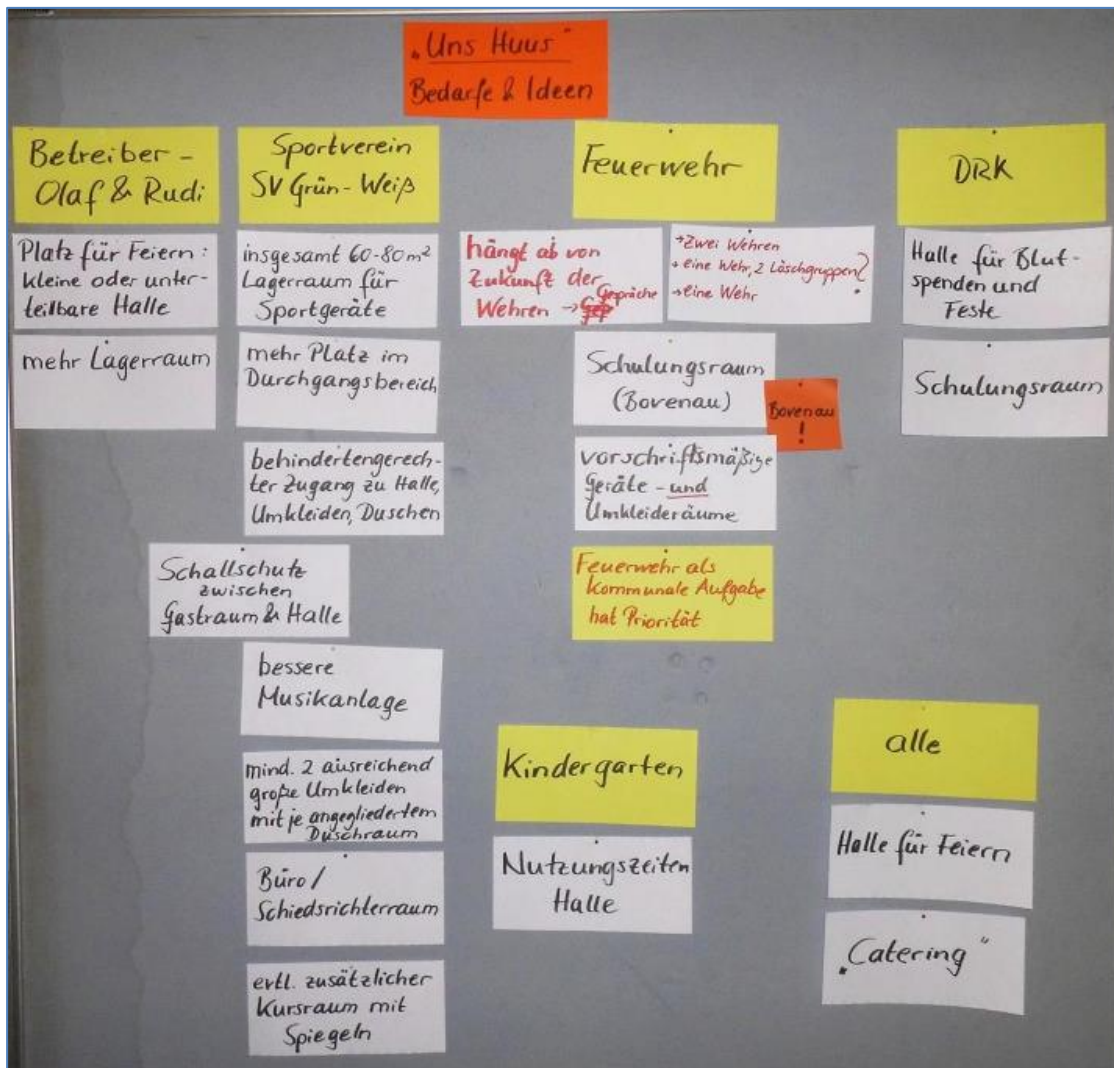 „Uns Huus“
Bedarfe & Ideen
Betreiber -
Olaf & Rudi
Platz für Feiern:
kleine oder unter-
teilbare Halle
mehr Lagerraum
Sportverein
SV Grün-Weiß
insgesamt 60-80m²
Lagerraum für
Sportgeräte
mehr Platz im
Durchgangsbereich
behindertengerech-
ter Zugang zu Halle,
Umkleiden, Duschen
Schallschutz
zwischen
Gastraum & Halle
bessere
Musikanlage
mind. 2 ausreichend
große Umkleiden
mit je angegliedertem
Duschraum
Büro/
Schiedsrichterraum
evtl. zusätzlicher
Kursraum mit
Spiegeln
Feuerwehr
hängt ab von
Zukunft der
Wehren → Gespräche
→ Zwei Wehren
→ eine Wehr, 2 Löschgruppen
→ eine Wehr
?
Schulungsraum
(Bovenau)
Bovenau
!
vorschriftsmäßige
Geräte - und
Umkleideräume
Feuerwehr als
kommunale Aufgabe
hat Priorität
Kindergarten
Nutzungszeiten
Halle
DRK
Halle für Blut-
spenden und
Feste
Schulungsraum
alle
Halle für Feiern
„Catering“